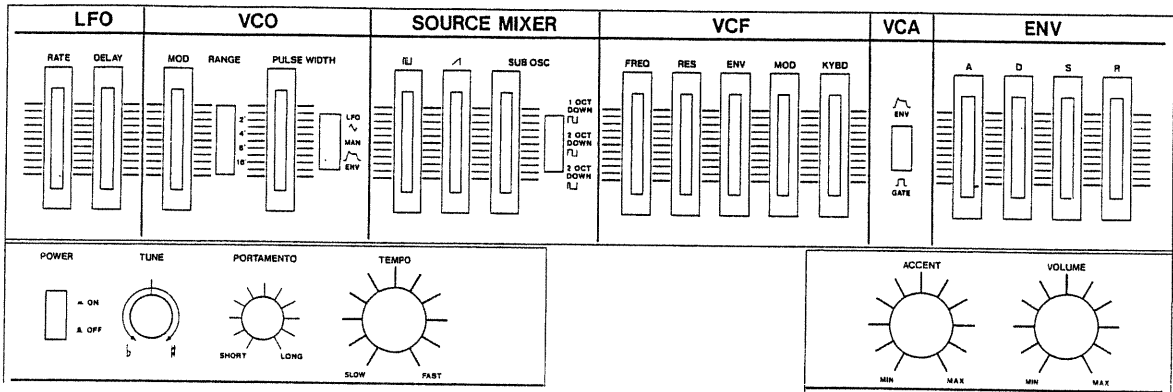 LFO VCO SOURCE MIXER VCF VCA ENV
RATE DELAY MOD RANGE PULSE WIDTH SUB OSC FREQ RES ENV MOD KYBD A D S R
2'
4'
8'
16'
LFO
MAN
ENV
1 OCT
DOWN
2 OCT
DOWN
2 OCT
DOWN
ENV
GATE
POWER TUNE PORTAMENTO TEMPO ACCENT VOLUME
ON
OFF
♭ ♯
SHORT LONG
SLOW FAST
MIN MAX MIN MAX